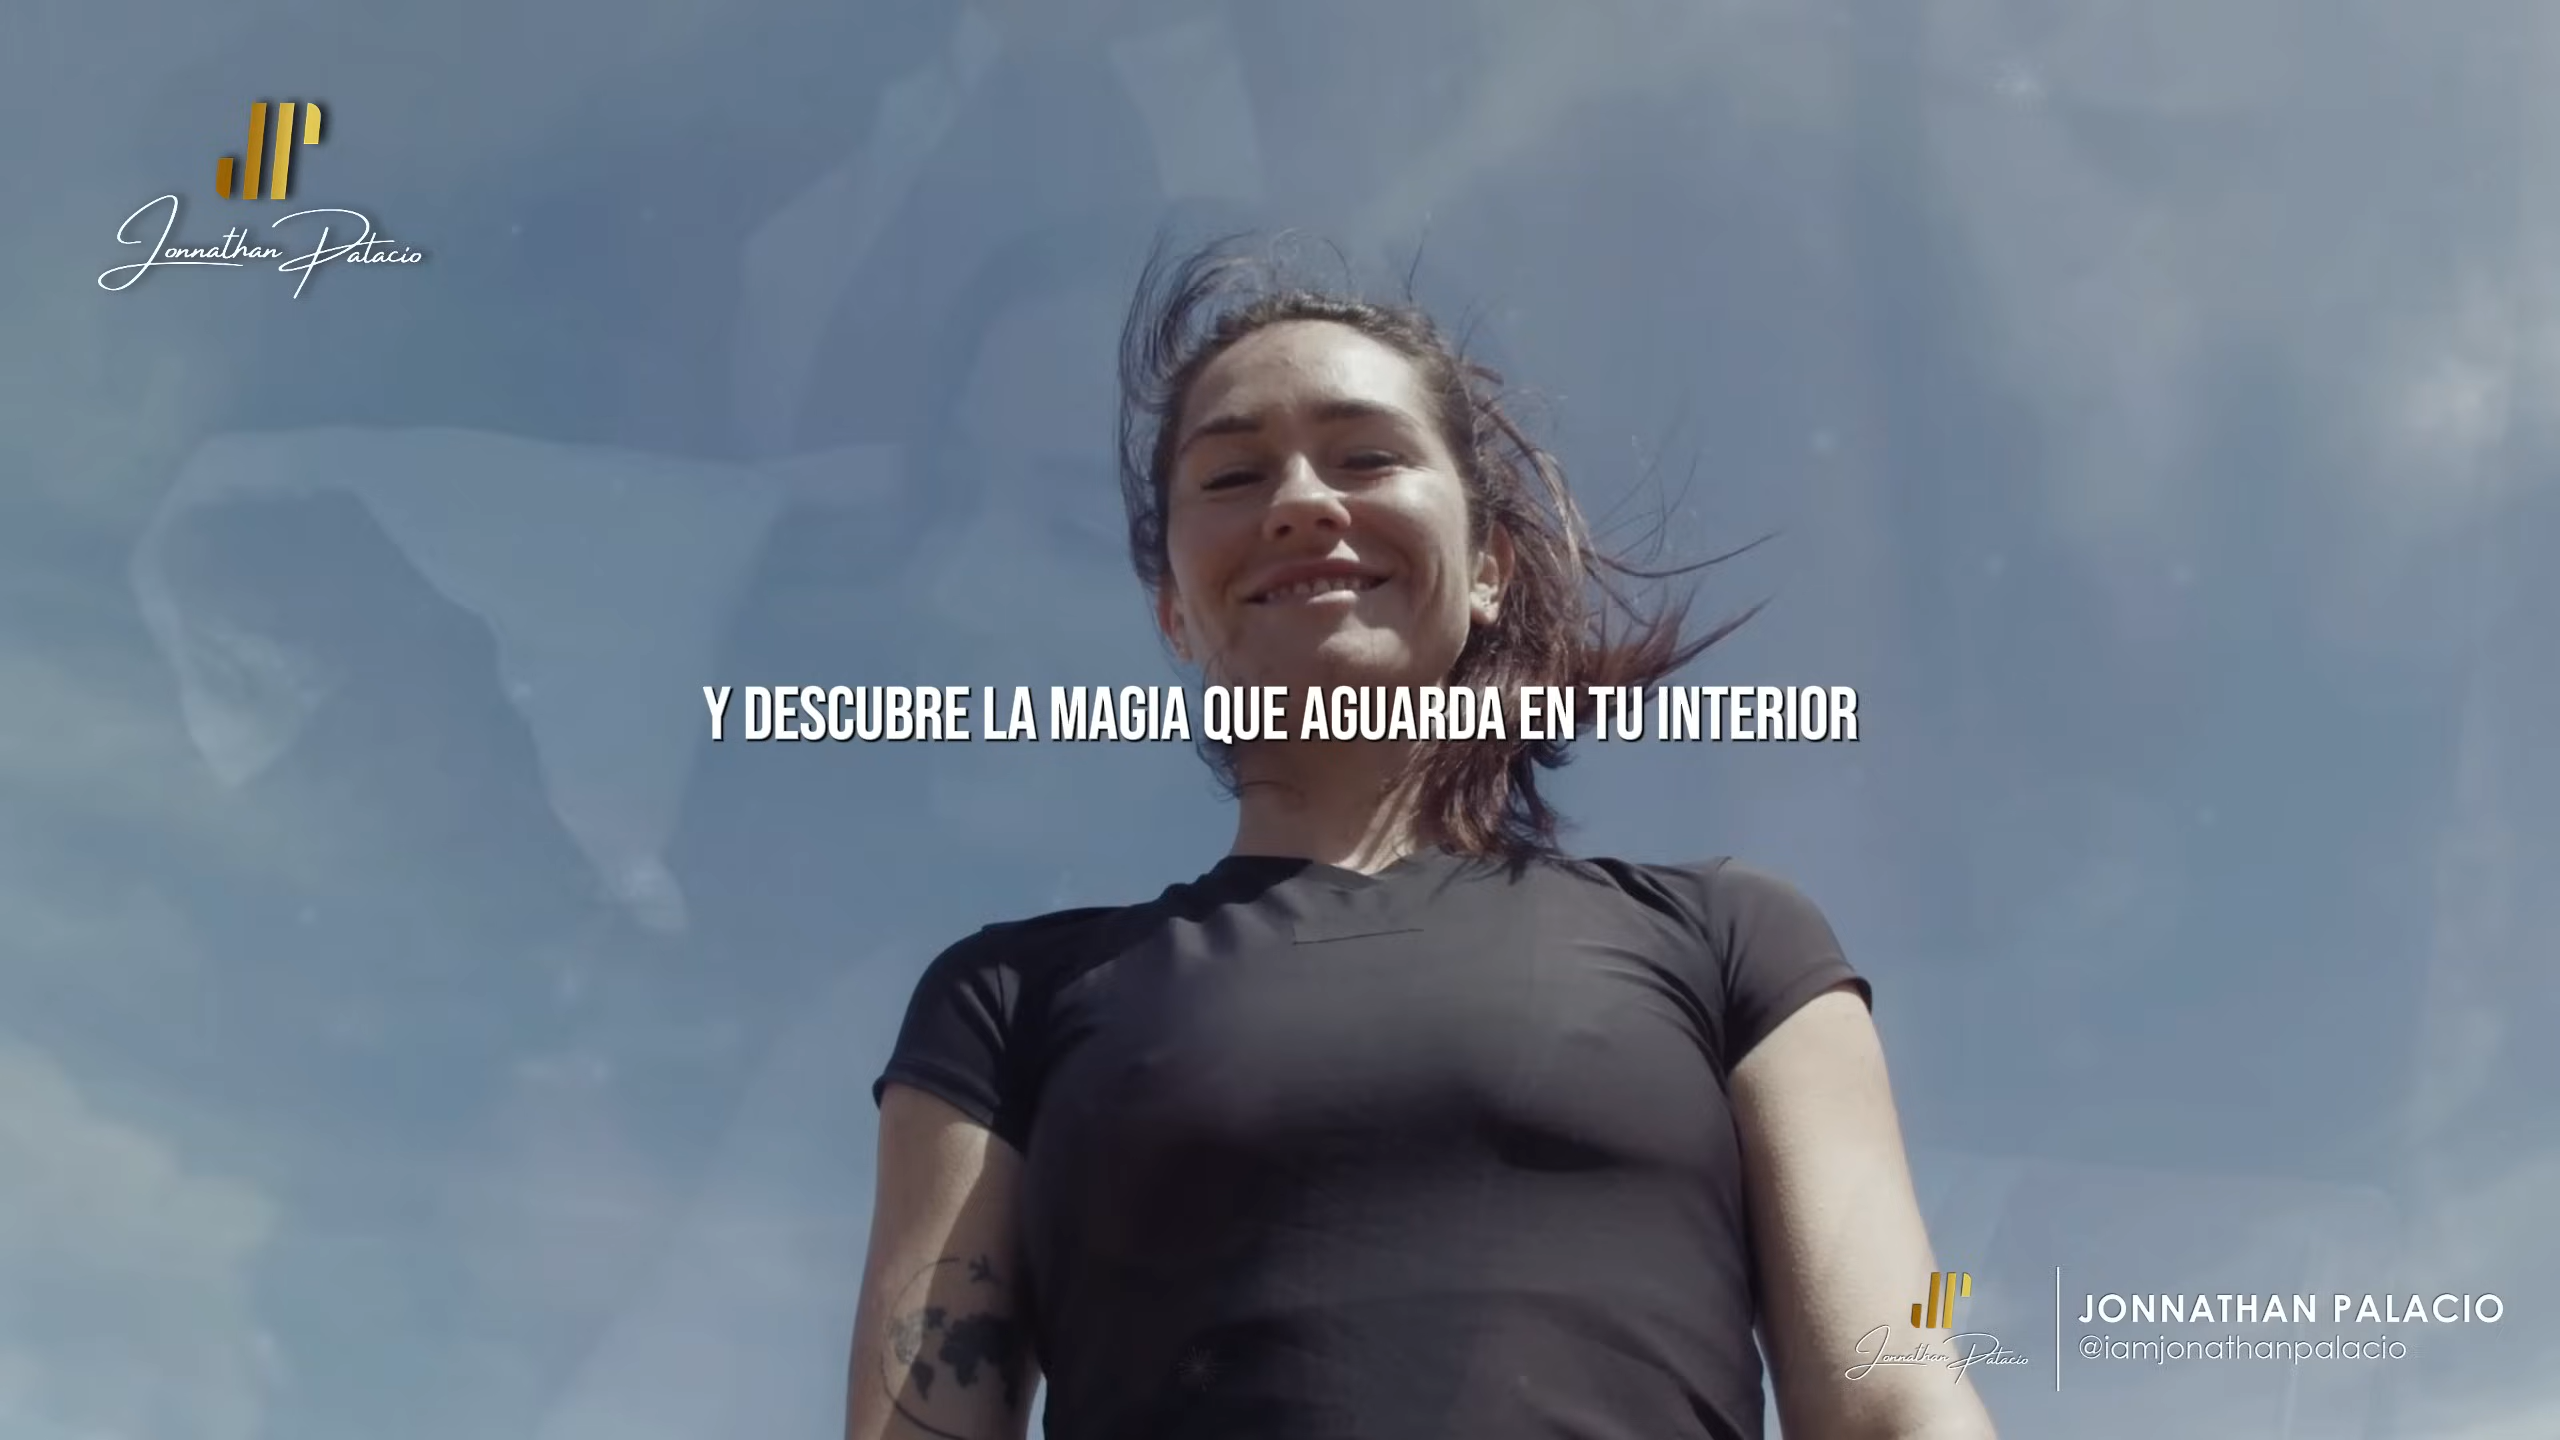 Jonnathan Palacio
Y DESCUBRE LA MAGIA QUE AGUARDA EN TU INTERIOR
Jonnathan Palacio
JONNATHAN PALACIO
@iamjonathanpalacio